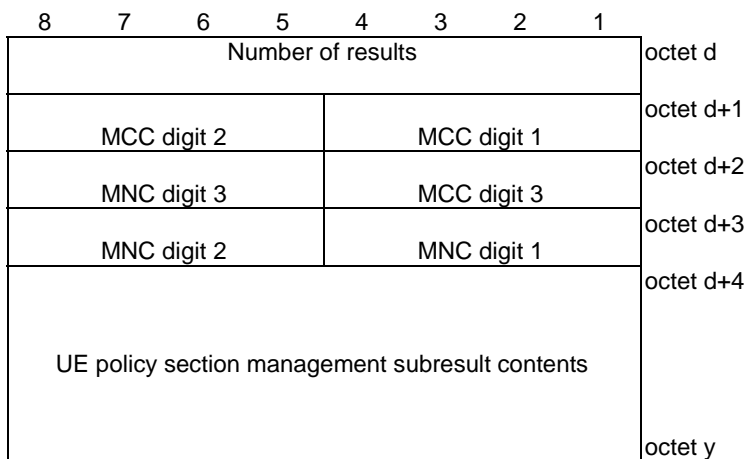 8 7 6 5 4 3 2 1
Number of results octet d
octet d+1
MCC digit 2 MCC digit 1
octet d+2
MNC digit 3 MCC digit 3
octet d+3
MNC digit 2 MNC digit 1
octet d+4
UE policy section management subresult contents
octet y